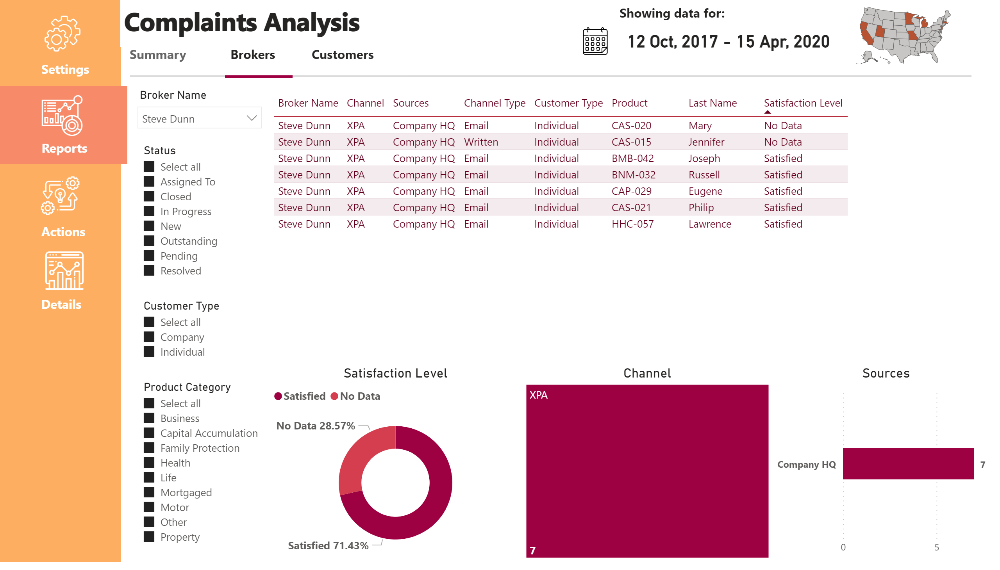 Settings
Reports
Actions
Details
Complaints Analysis
Summary
Brokers
Customers
Showing data for:
12 Oct, 2017 - 15 Apr, 2020
Broker Name
Steve Dunn
Status
Select all
Assigned To
Closed
In Progress
New
Outstanding
Pending
Resolved
Customer Type
Select all
Company
Individual
Product Category
Select all
Business
Capital Accumulation
Family Protection
Health
Life
Mortgaged
Motor
Other
Property
Broker Name Channel Sources Channel Type Customer Type Product Last Name Satisfaction Level
Steve Dunn XPA Company HQ Email Individual CAS-020 Mary No Data
Steve Dunn XPA Company HQ Written Individual CAS-015 Jennifer No Data
Steve Dunn XPA Company HQ Email Individual BMB-042 Joseph Satisfied
Steve Dunn XPA Company HQ Email Individual BNM-032 Russell Satisfied
Steve Dunn XPA Company HQ Email Individual CAP-029 Eugene Satisfied
Steve Dunn XPA Company HQ Email Individual CAS-021 Philip Satisfied
Steve Dunn XPA Company HQ Email Individual HHC-057 Lawrence Satisfied
Satisfaction Level
Satisfied No Data
No Data 28.57%
Satisfied 71.43%
Channel
XPA
7
Sources
Company HQ
7
0 5